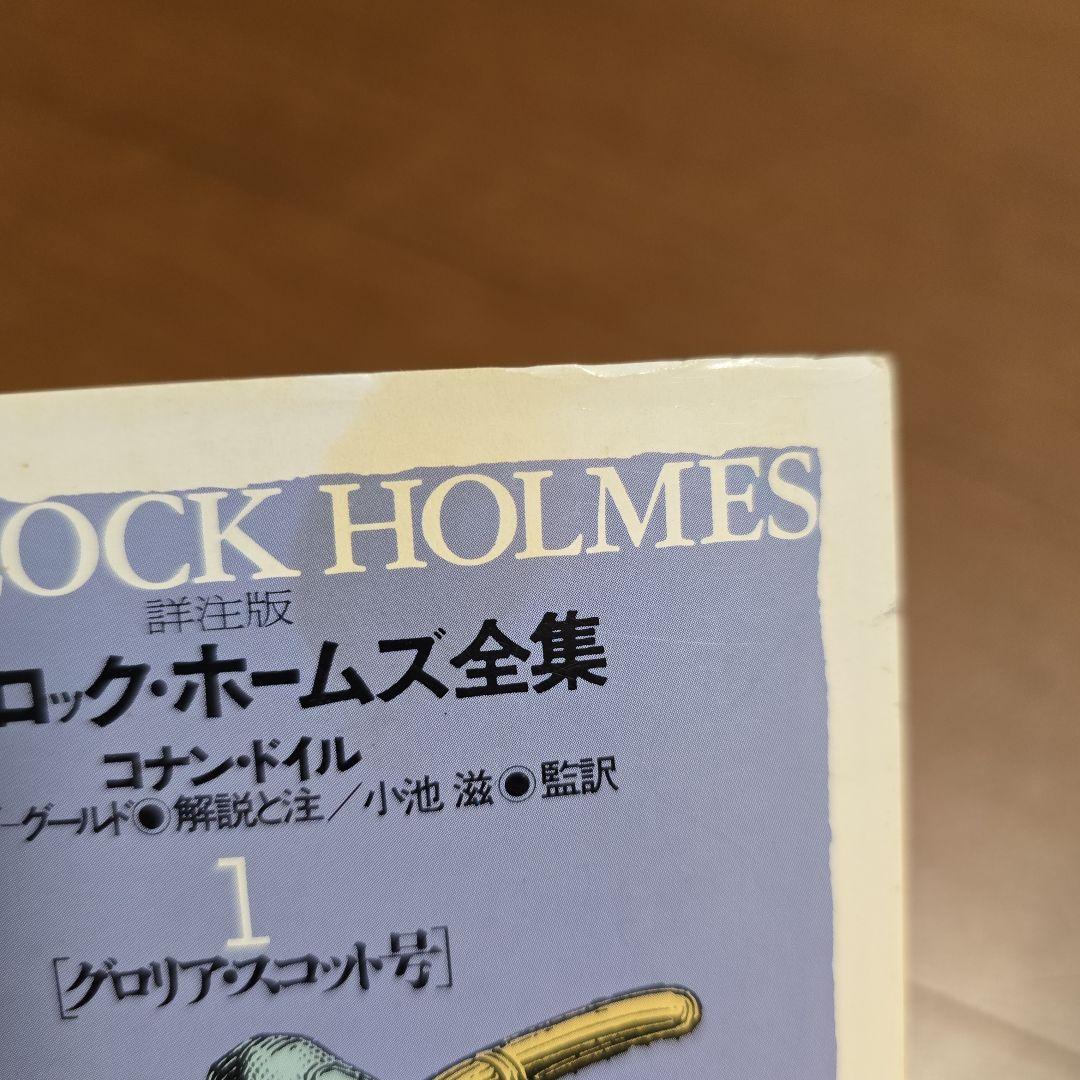 LOCK HOLMES
詳注版
ロック・ホームズ全集
コナン・ドイル
グールド●解説と注/小池 滋●監訳
1
[グロリア・スコット号]